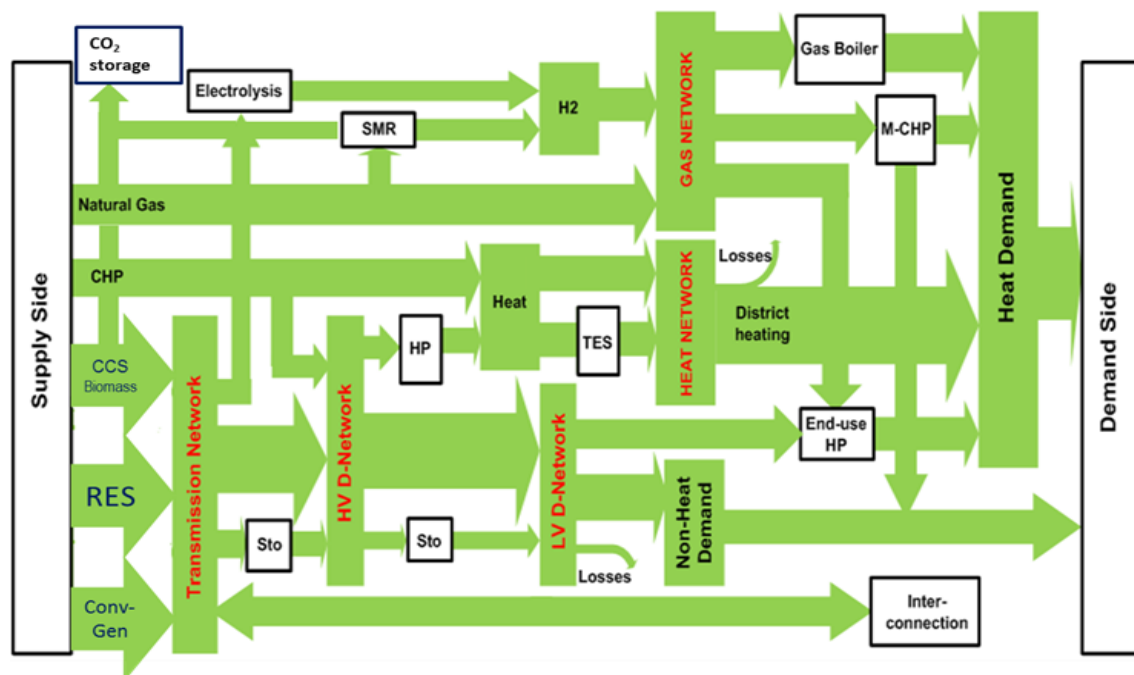 CO2
storage
Electrolysis
SMR
H2
GAS NETWORK
Gas Boiler
M-CHP
Heat Demand
Supply Side
Demand Side
Natural Gas
CHP
Heat
HEAT NETWORK
Losses
District
heating
TES
HP
CCS
Biomass
RES
Conv-
Gen
Transmission Network
HV D-Network
LV D-Network
Sto
Sto
End-use
HP
Non-Heat
Demand
Losses
Inter-
connection